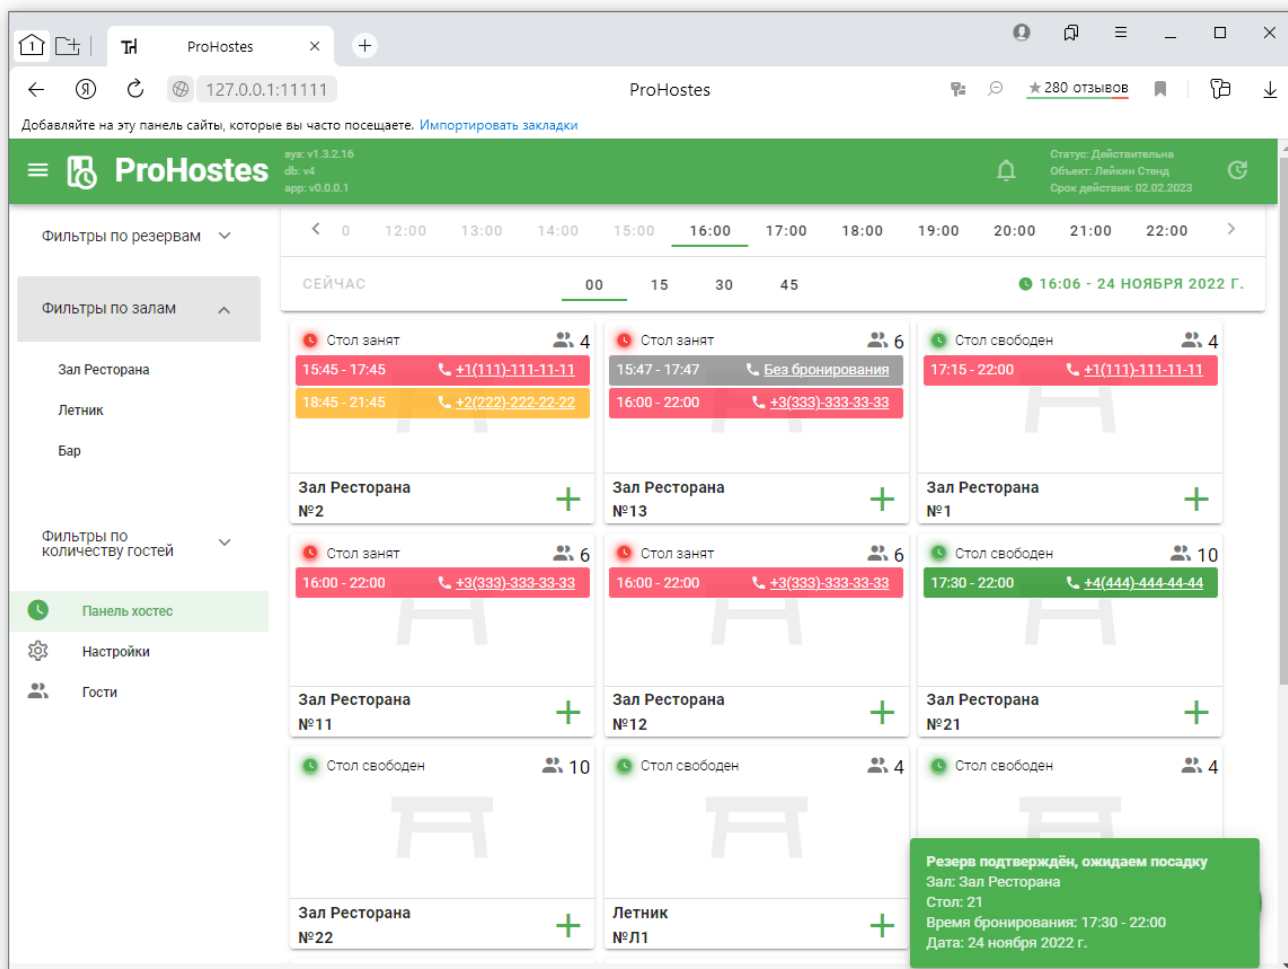 1
TH ProHostes
127.0.0.1:11111 ProHostes ★280 отзывов
Добавляйте на эту панель сайты, которые вы часто посещаете. Импортировать закладки
ProHostes
sys: v1.3.2.16
db: v4
app: v0.0.0.1
Статус: Действительна
Объект: Лейкин Стенд
Срок действия: 02.02.2023
Фильтры по резервам
Фильтры по залам
Зал Ресторана
Летник
Бар
Фильтры по
количеству гостей
Панель хостес
Настройки
Гости
0 12:00 13:00 14:00 15:00 16:00 17:00 18:00 19:00 20:00 21:00 22:00
СЕЙЧАС 00 15 30 45 16:06 - 24 НОЯБРЯ 2022 Г.
Стол занят 4
15:45 - 17:45 +1(111)-111-11-11
18:45 - 21:45 +2(222)-222-22-22
Зал Ресторана
№2
Стол занят 6
15:47 - 17:47 Без бронирования
16:00 - 22:00 +3(333)-333-33-33
Зал Ресторана
№13
Стол свободен 4
17:15 - 22:00 +1(111)-111-11-11
Зал Ресторана
№1
Стол занят 6
16:00 - 22:00 +3(333)-333-33-33
Зал Ресторана
№11
Стол занят 6
16:00 - 22:00 +3(333)-333-33-33
Зал Ресторана
№12
Стол свободен 10
17:30 - 22:00 +4(444)-444-44-44
Зал Ресторана
№21
Стол свободен 10
Зал Ресторана
№22
Стол свободен 4
Летник
№Л1
Стол свободен 4
Резерв подтверждён, ожидаем посадку
Зал: Зал Ресторана
Стол: 21
Время бронирования: 17:30 - 22:00
Дата: 24 ноября 2022 г.